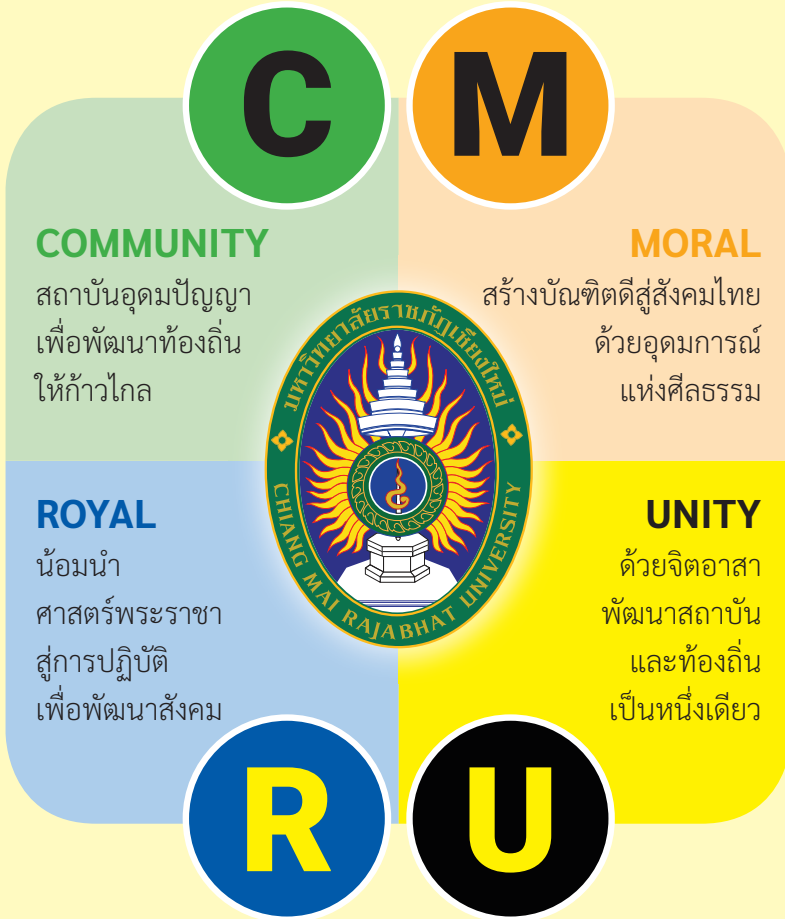 C
M
COMMUNITY
สถาบันอุดมปัญญา
เพื่อพัฒนาท้องถิ่น
ให้ก้าวไกล
MORAL
สร้างบัณฑิตดีสู่สังคมไทย
ด้วยอุดมการณ์
แห่งศีลธรรม
มหาวิทยาลัยราชภัฏเชียงใหม่
CHIANG MAI RAJABHAT UNIVERSITY
ROYAL
น้อมนำ
ศาสตร์พระราชา
สู่การปฏิบัติ
เพื่อพัฒนาสังคม
UNITY
ด้วยจิตอาสา
พัฒนาสถาบัน
และท้องถิ่น
เป็นหนึ่งเดียว
R
U